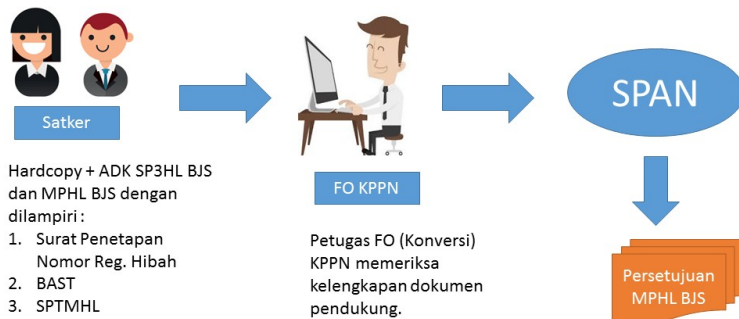 Satker
Hardcopy + ADK SP3HL BJS
dan MPHL BJS dengan
dilampiri :
1. Surat Penetapan
Nomor Reg. Hibah
2. BAST
3. SPTMHL
FO KPPN
Petugas FO (Konversi)
KPPN memeriksa
kelengkapan dokumen
pendukung.
SPAN
Persetujuan
MPHL BJS